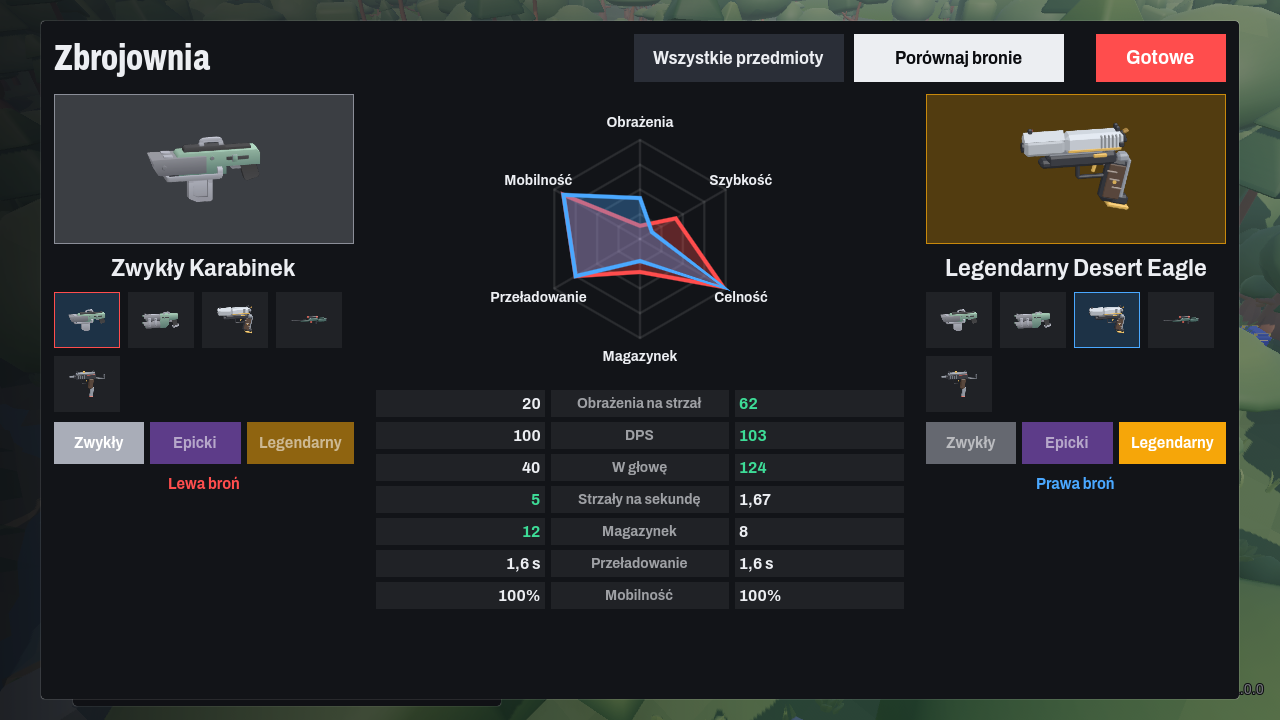 Zbrojownia
Wszystkie przedmioty
Porównaj bronie
Gotowe
Zwykły Karabinek
Zwykły
Epicki
Legendarny
Lewa broń
Obrażenia
Mobilność
Szybkość
Przeładowanie
Celność
Magazynek
20 Obrażenia na strzał 62
100 DPS 103
40 W głowę 124
5 Strzały na sekundę 1,67
12 Magazynek 8
1,6 s Przeładowanie 1,6 s
100% Mobilność 100%
Legendarny Desert Eagle
Zwykły
Epicki
Legendarny
Prawa broń
.0.0